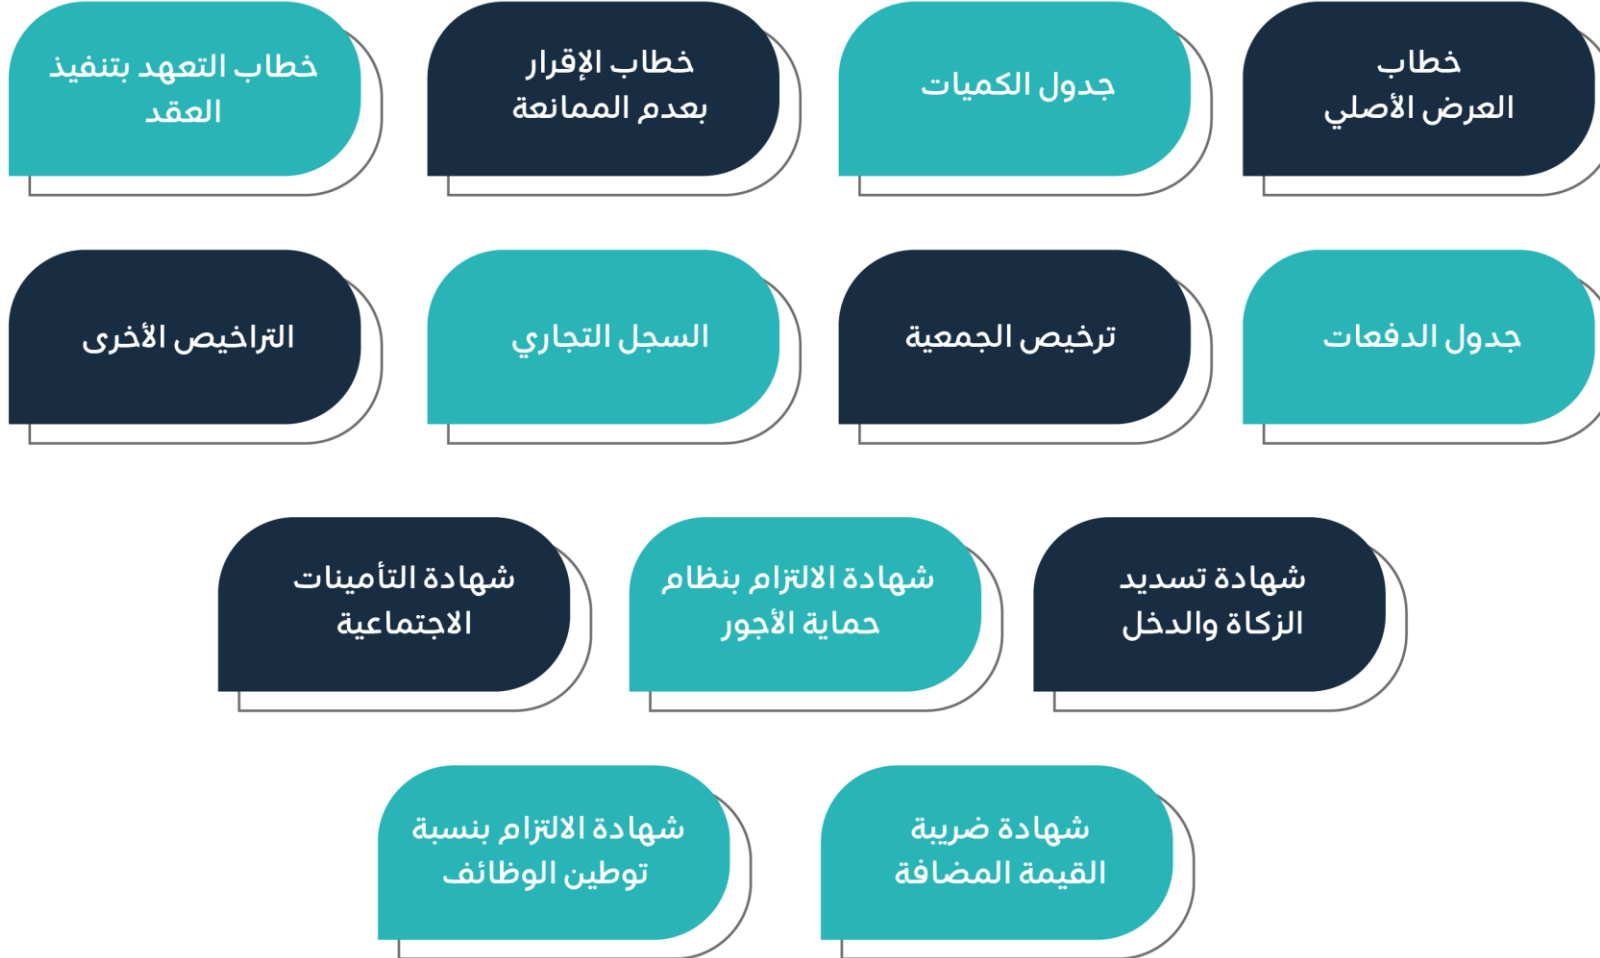 خطاب
العرض الأصلي
جدول الكميات
خطاب الإقرار
بعدم الممانعة
خطاب التعهد بتنفيذ
العقد
جدول الدفعات
ترخيص الجمعية
السجل التجاري
التراخيص الأخرى
شهادة تسديد
الزكاة والدخل
شهادة الالتزام بنظام
حماية الأجور
شهادة التأمينات
الاجتماعية
شهادة ضريبة
القيمة المضافة
شهادة الالتزام بنسبة
توطين الوظائف